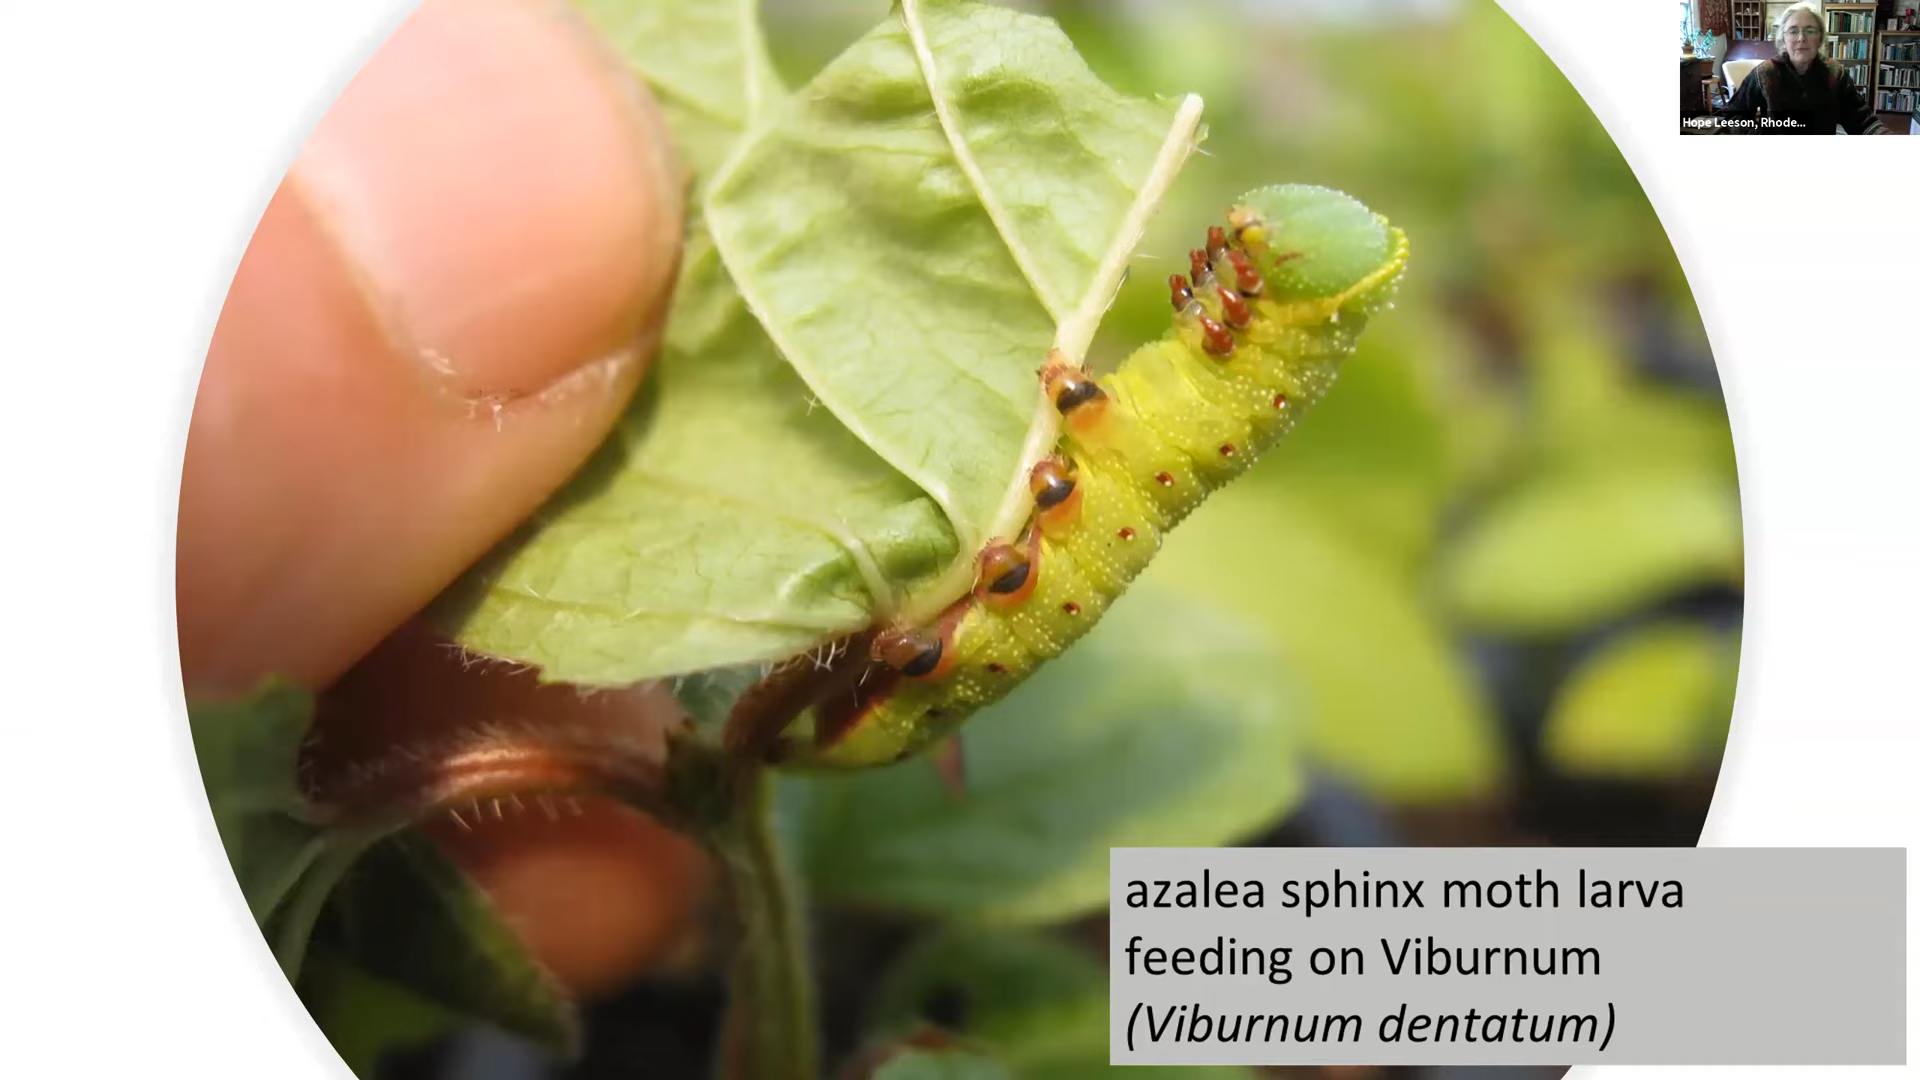 Hope Leeson, Rhode...
azalea sphinx moth larva
feeding on Viburnum
(Viburnum dentatum)